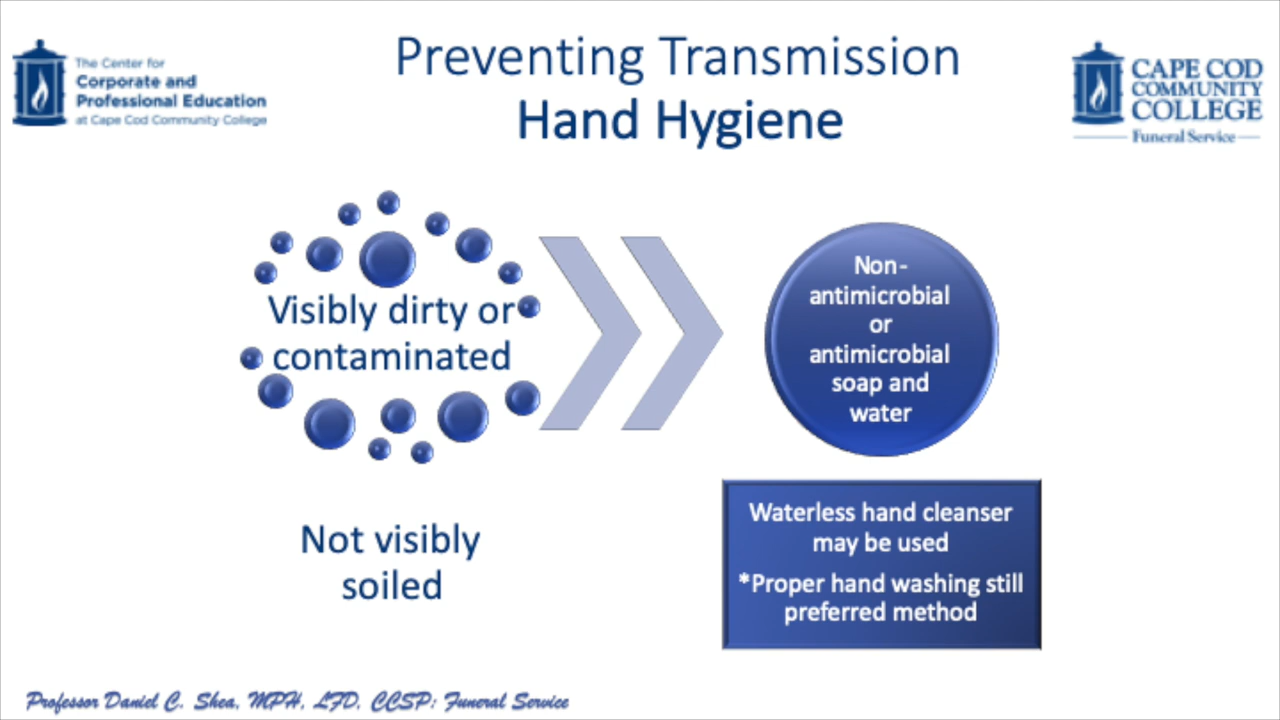 The Center for
Corporate and
Professional Education
at Cape Cod Community College
Preventing Transmission
Hand Hygiene
CAPE COD
COMMUNITY
COLLEGE
Funeral Service
Visibly dirty or
contaminated
Non-
antimicrobial
or
antimicrobial
soap and
water
Not visibly
soiled
Waterless hand cleanser
may be used
*Proper hand washing still
preferred method
Professor Daniel C. Shea, MPH, LFD, CCSP: Funeral Service